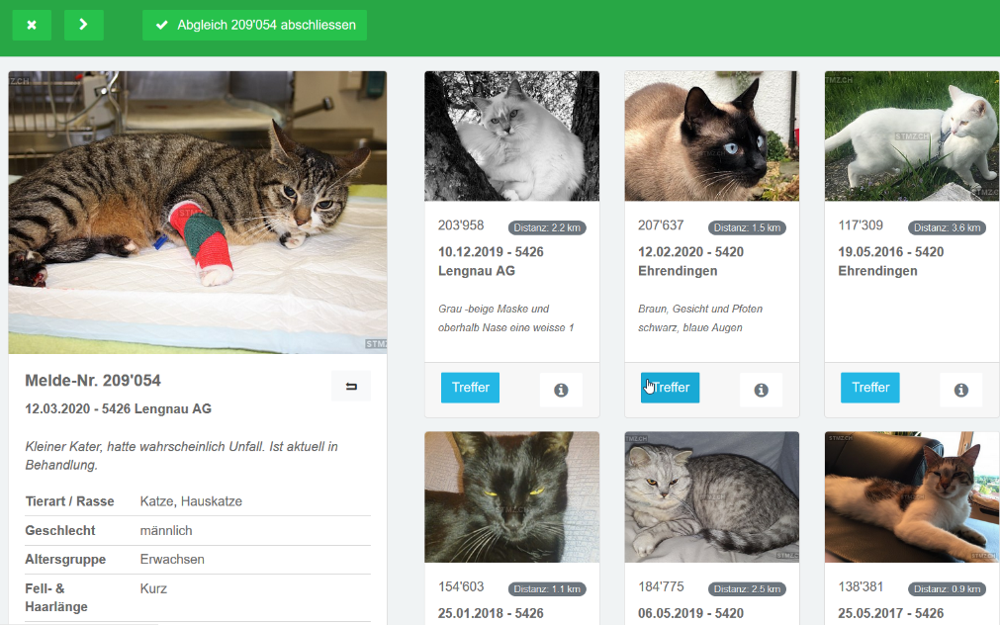 Abgleich 209'054 abschliessen
TMZ.CH
STMZ
STMZ
Melde-Nr. 209'054
12.03.2020 - 5426 Lengnau AG
Kleiner Kater, hatte wahrscheinlich Unfall. Ist aktuell in
Behandlung.
Tierart / Rasse Katze, Hauskatze
Geschlecht männlich
Altersgruppe Erwachsen
Fell- & Kurz
Haarlänge
203'958 Distanz: 2.2 km
10.12.2019 - 5426
Lengnau AG
Grau -beige Maske und
oberhalb Nase eine weisse 1
Treffer
207'637 Distanz: 1.5 km
12.02.2020 - 5420
Ehrendingen
Braun, Gesicht und Pfoten
schwarz, blaue Augen
Treffer
STMZ.CH
STMZ.CH
117'309 Distanz: 3.6 km
19.05.2016 - 5420
Ehrendingen
Treffer
154'603 Distanz: 1.1 km
25.01.2018 - 5426
STMZ.CH
184'775 Distanz: 2.5 km
06.05.2019 - 5420
STMZ.CH
138'381 Distanz: 0.9 km
25.05.2017 - 5426